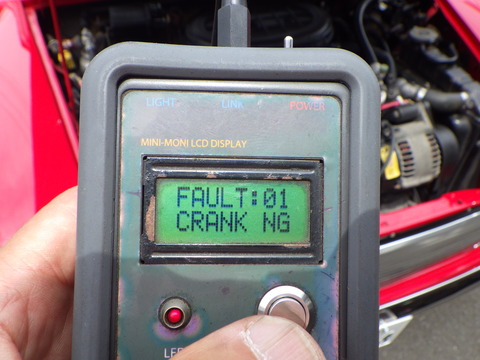 LIGHT LINK POWER
MINI-MONI LCD DISPLAY
FAULT:01
CRANK NG